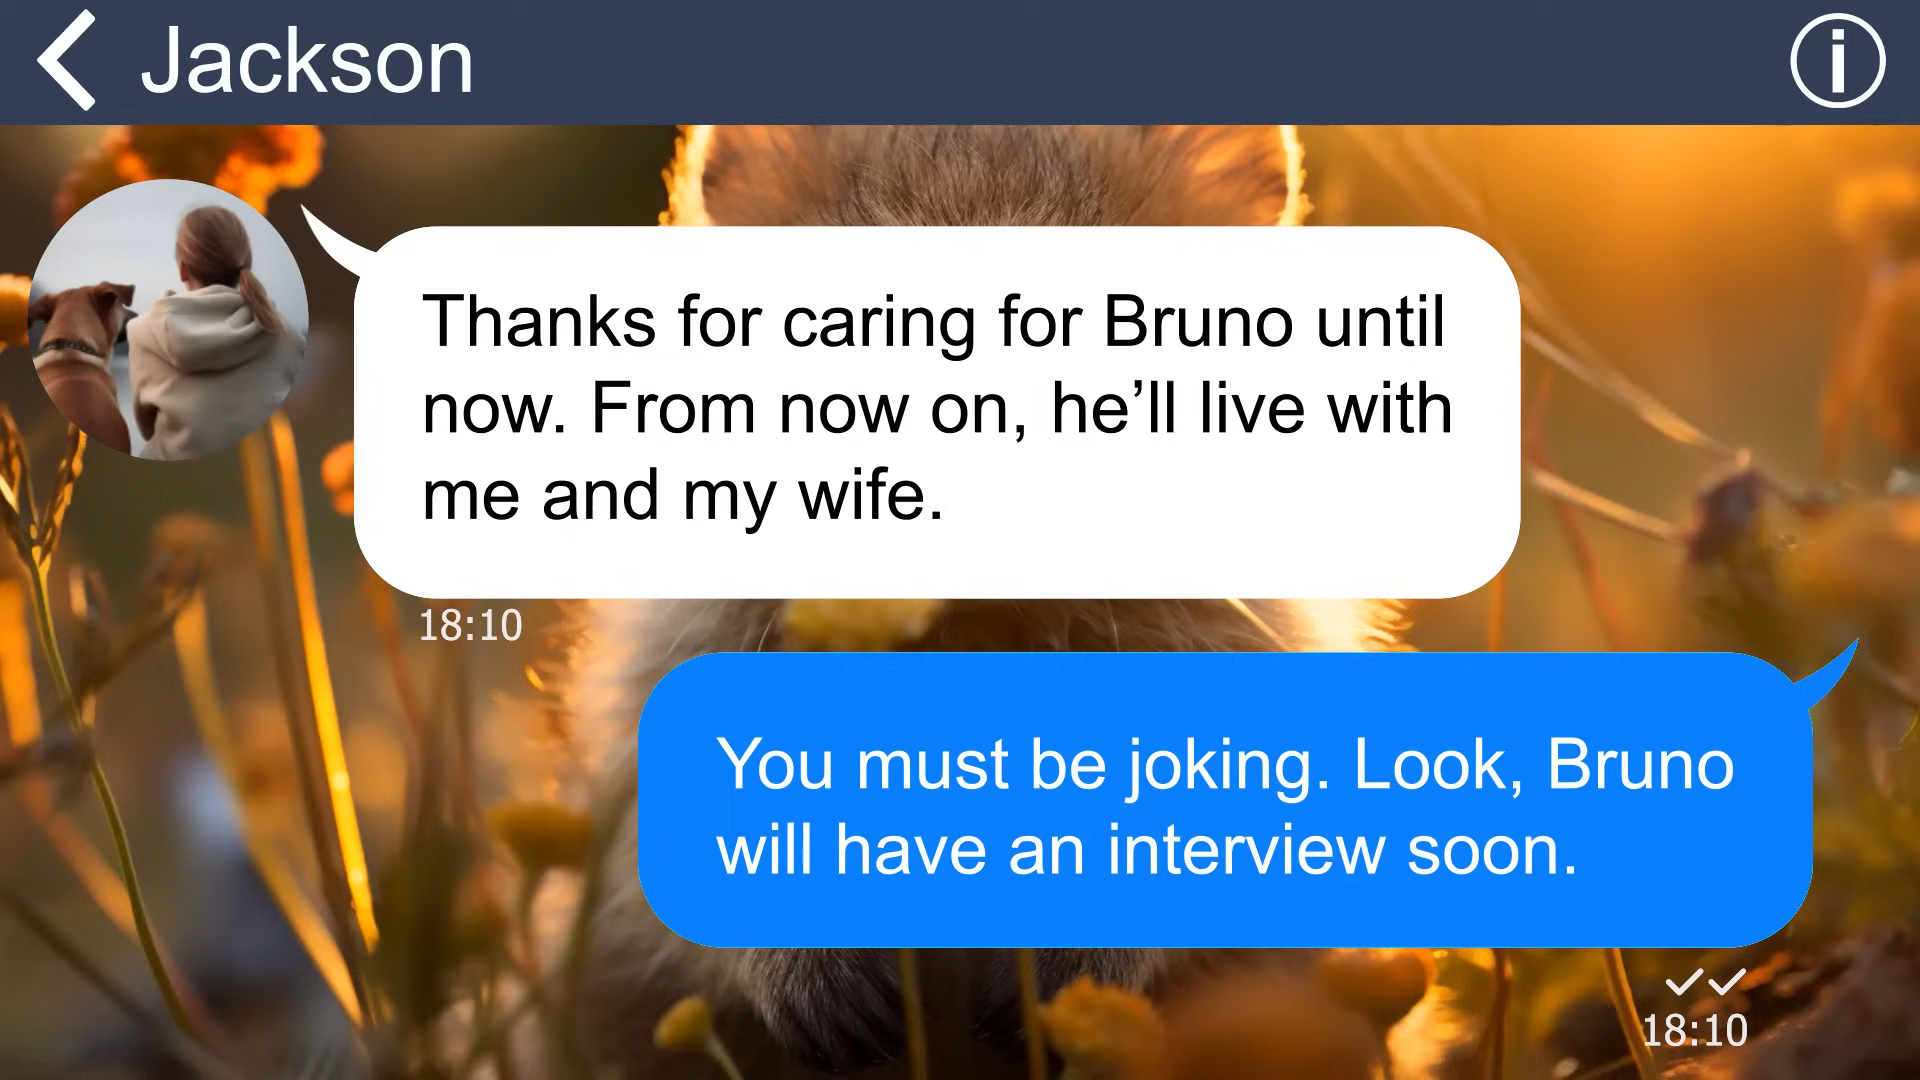 Jackson
Thanks for caring for Bruno until
now. From now on, he’ll live with
me and my wife.
18:10
You must be joking. Look, Bruno
will have an interview soon.
18:10